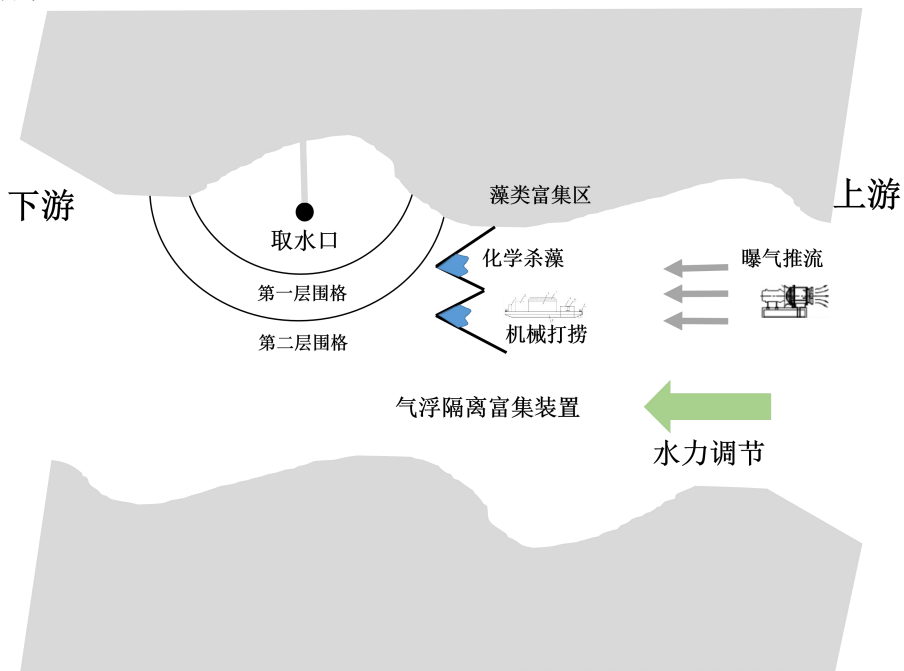 下游
上游
藻类富集区
取水口
化学杀藻
曝气推流
第一层围格
机械打捞
第二层围格
气浮隔离富集装置
水力调节